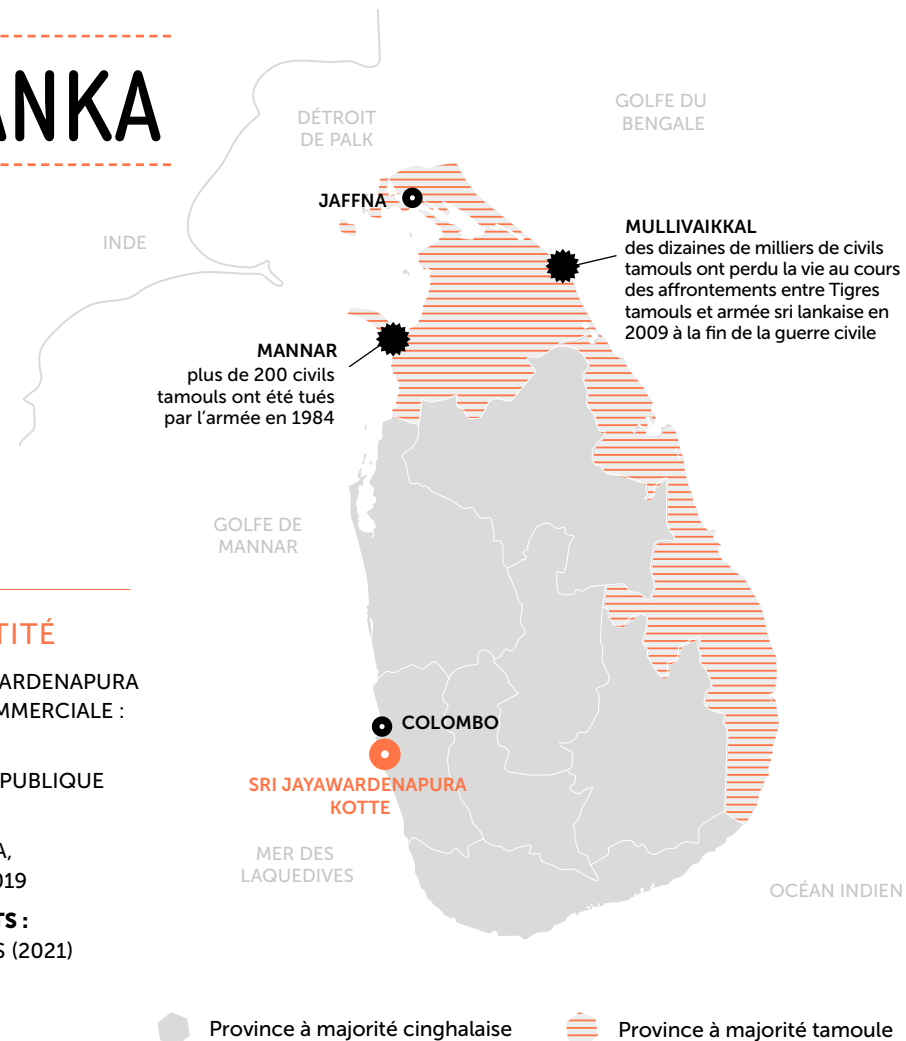 ANKA
DÉTROIT
DE PALK
GOLFE DU
BENGALE
INDE
JAFFNA
MULLIVAIKKAL
des dizaines de milliers de civils
tamouls ont perdu la vie au cours
des affrontements entre Tigres
tamouls et armée sri lankaise en
2009 à la fin de la guerre civile
MANNAR
plus de 200 civils
tamouls ont été tués
par l’armée en 1984
GOLFE DE
MANNAR
TITÉ
ARDENAPURA
MMERCIALE :
PUBLIQUE
A,
019
TS :
S (2021)
COLOMBO
SRI JAYAWARDENAPURA
KOTTE
MER DES
LAQUEDIVES
OCÉAN INDIEN
Province à majorité cinghalaise
Province à majorité tamoule